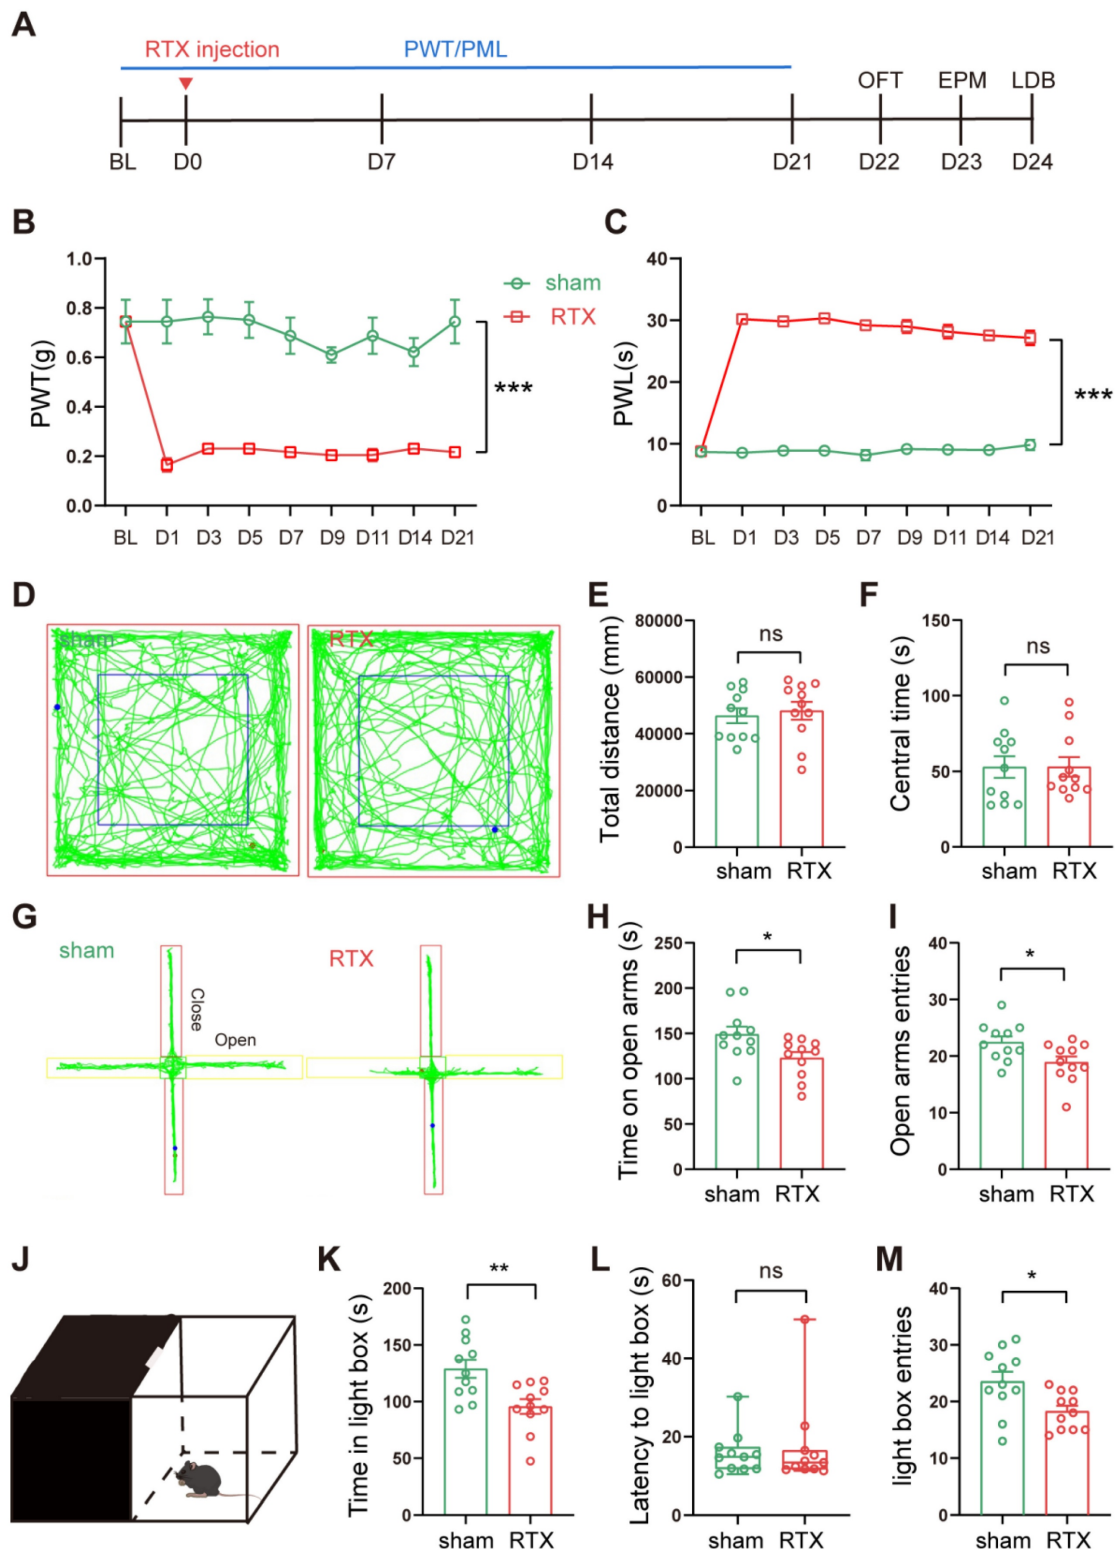 A
RTX injection
PWT/PML
OFT EPM LDB
BL D0 D7 D14 D21 D22 D23 D24
B
PWT(g)
1.0
0.8
0.6
0.4
0.2
0.0
BL D1 D3 D5 D7 D9 D11 D14 D21
sham
RTX
***
C
PWL(s)
40
30
20
10
0
BL D1 D3 D5 D7 D9 D11 D14 D21
***
D
sham
RTX
E
Total distance (mm)
80000
60000
40000
20000
0
ns
sham RTX
F
Central time (s)
150
100
50
0
ns
sham RTX
G
sham
RTX
Close
Open
H
Time on open arms (s)
250
200
150
100
50
0
*
sham RTX
I
Open arms entries
40
30
20
10
0
*
sham RTX
J
K
Time in light box (s)
200
150
100
50
0
**
sham RTX
L
Latency to light box (s)
60
40
20
0
ns
sham RTX
M
light box entries
40
30
20
10
0
*
sham RTX